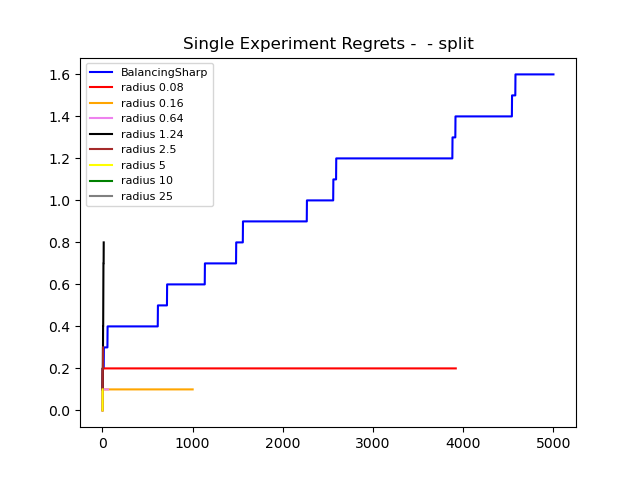 Single Experiment Regrets -  - split
BalancingSharp
radius 0.08
radius 0.16
radius 0.64
radius 1.24
radius 2.5
radius 5
radius 10
radius 25
1.6
1.4
1.2
1.0
0.8
0.6
0.4
0.2
0.0
0 1000 2000 3000 4000 5000